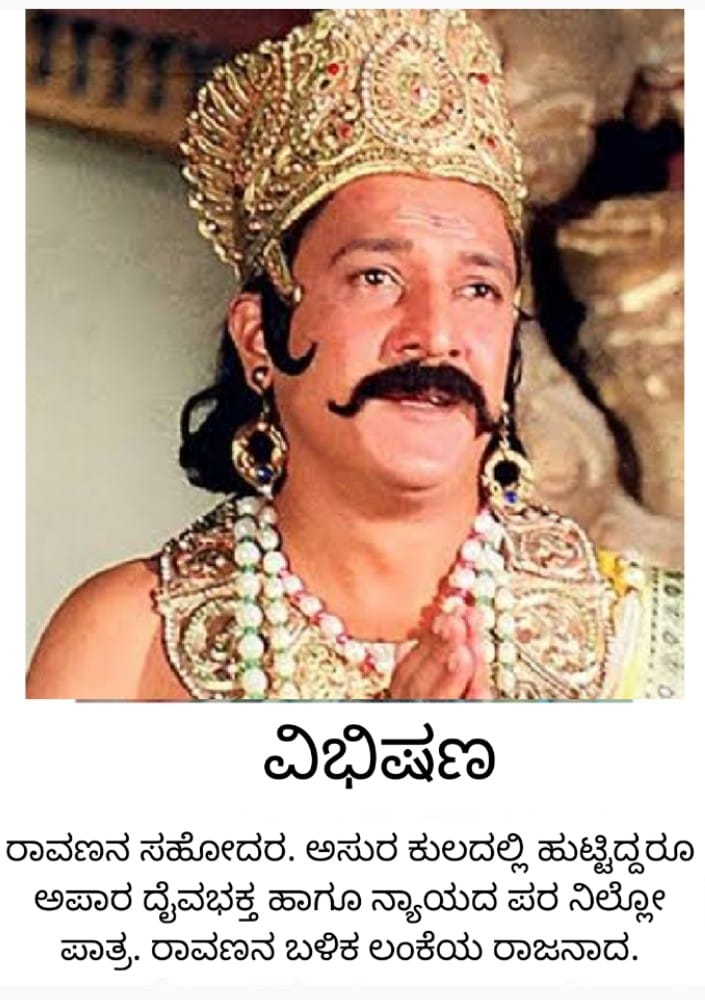 ವಿಭಿಷಣ
ರಾವಣನ ಸಹೋದರ. ಅಸುರ ಕುಲದಲ್ಲಿ ಹುಟ್ಟಿದ್ದರೂ
ಅಪಾರ ದೈವಭಕ್ತ ಹಾಗೂ ನ್ಯಾಯದ ಪರ ನಿಲ್ಲೋ
ಪಾತ್ರ. ರಾವಣನ ಬಳಿಕ ಲಂಕೆಯ ರಾಜನಾದ.